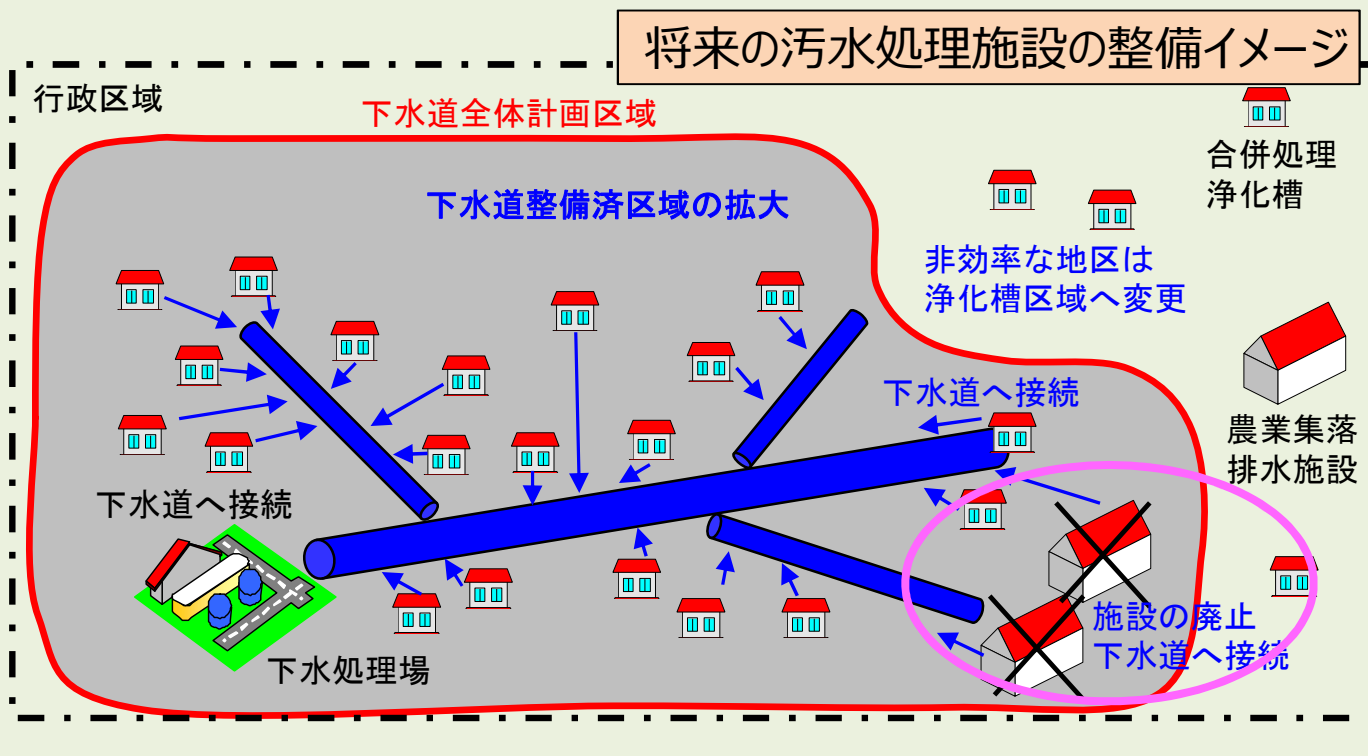 将来の汚水処理施設の整備イメージ
行政区域
下水道全体計画区域
合併処理
浄化槽
下水道整備済区域の拡大
非効率な地区は
浄化槽区域へ変更
下水道へ接続
農業集落
排水施設
下水道へ接続
施設の廃止
下水道へ接続
下水処理場